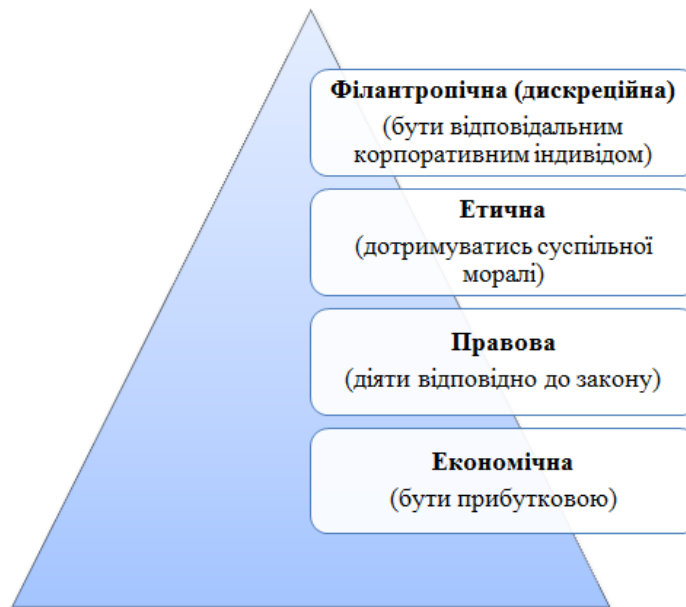 Філантропічна (дискреційна)
(бути відповідальним
корпоративним індивідом)
Етична
(дотримуватись суспільної
моралі)
Правова
(діяти відповідно до закону)
Економічна
(бути прибутковою)